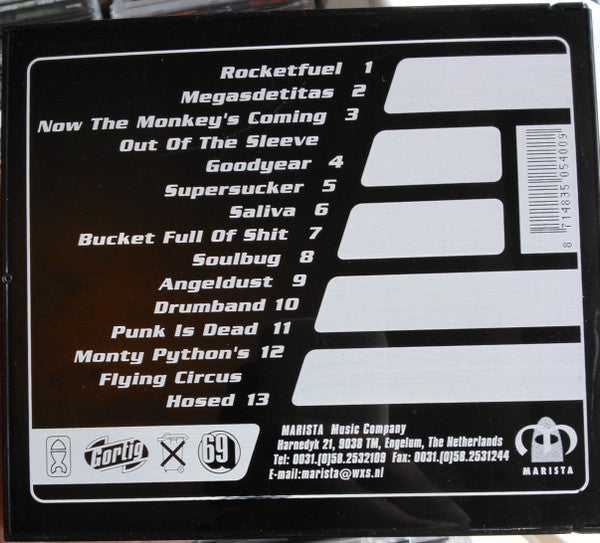 Rocketfuel 1
Megasdetitas 2
Now The Monkey's Coming 3
Out Of The Sleeve
Goodyear 4
Supersucker 5
Saliva 6
Bucket Full Of Shit 7
Soulbug 8
Angeldust 9
Drumband 10
Punk Is Dead 11
Monty Python's 12
Flying Circus
Hosed 13
8 714835 054009
Cortig
69
MARISTA Music Company
Harnedyk 21, 9038 TM, Engelum, The Netherlands
Tel: 0031.(0)58.2532109 Fax: 0031.(0)58.2531244
E-mail:marista@wxs.nl
MARISTA